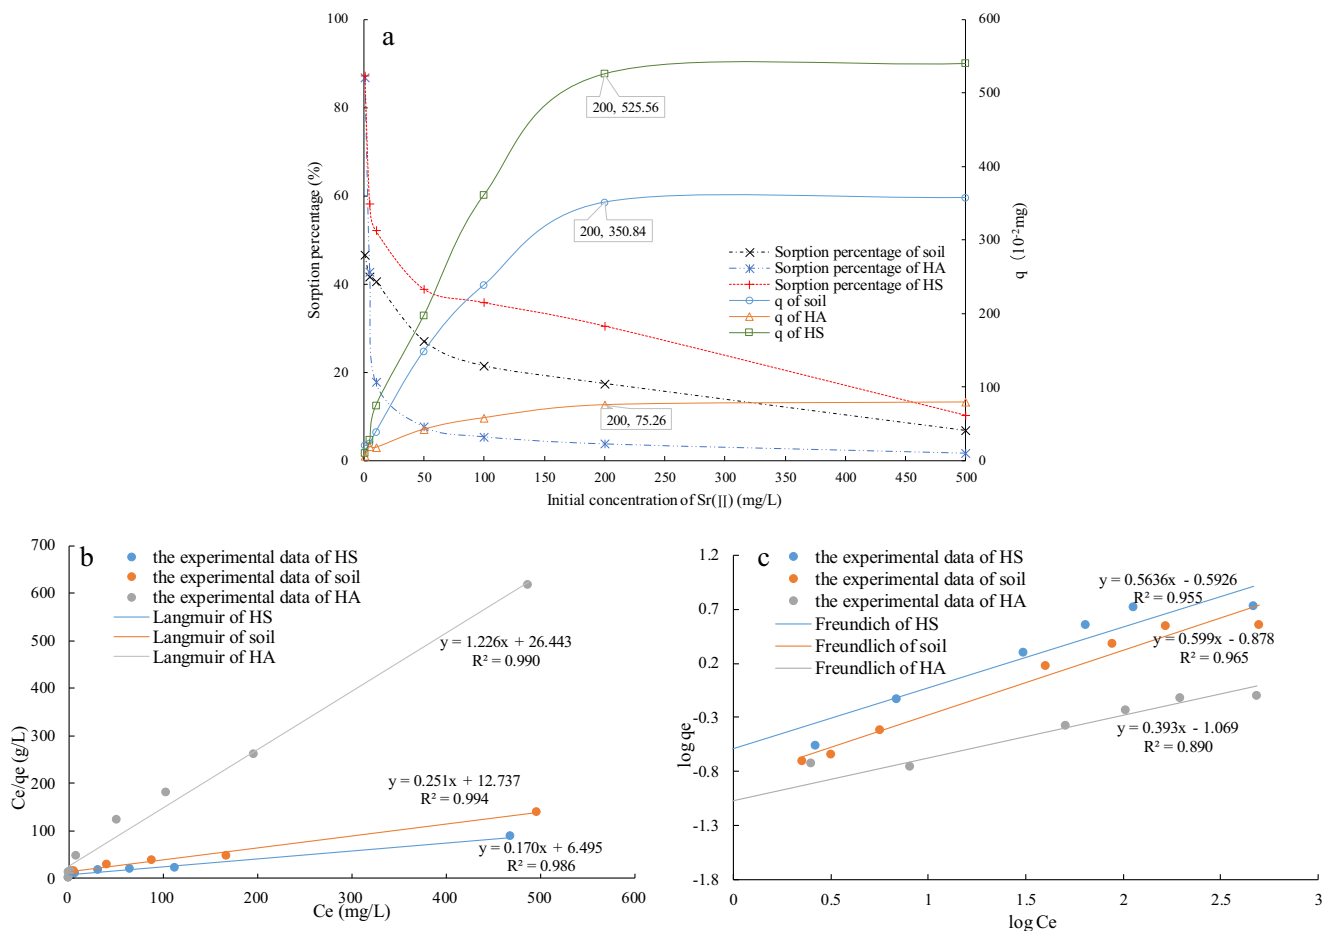 a
100
80
60
40
20
0
Sorption percentage (%)
600
500
400
300
200
100
0
q (10-2mg)
200, 525.56
200, 350.84
200, 75.26
Sorption percentage of soil
Sorption percentage of HA
Sorption percentage of HS
q of soil
q of HA
q of HS
0 50 100 150 200 250 300 350 400 450 500
Initial concentration of Sr(II) (mg/L)
b
700
600
500
400
300
200
100
0
Ce/qe (g/L)
the experimental data of HS
the experimental data of soil
the experimental data of HA
Langmuir of HS
Langmuir of soil
Langmuir of HA
y = 1.226x + 26.443
R² = 0.990
y = 0.251x + 12.737
R² = 0.994
y = 0.170x + 6.495
R² = 0.986
0 100 200 300 400 500 600
Ce (mg/L)
c
1.2
0.7
0.2
-0.3
-0.8
-1.3
-1.8
log qe
the experimental data of HS
the experimental data of soil
the experimental data of HA
Freundlich of HS
Freundlich of soil
Freundlich of HA
y = 0.5636x - 0.5926
R² = 0.955
y = 0.599x - 0.878
R² = 0.965
y = 0.393x - 1.069
R² = 0.890
0 0.5 1 1.5 2 2.5 3
log Ce